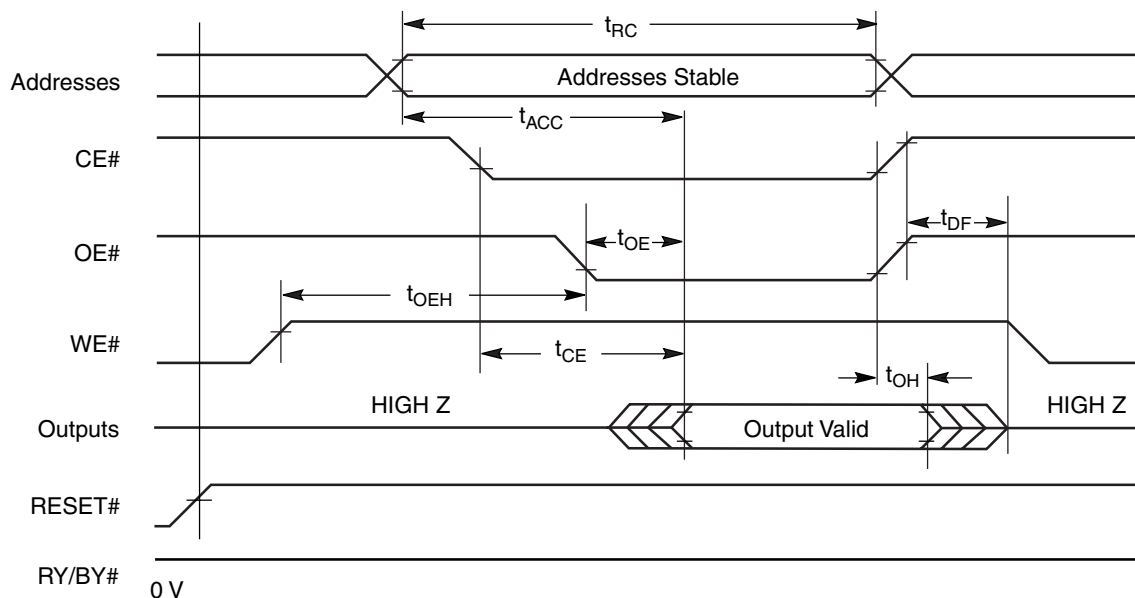 tRC
Addresses
Addresses Stable
tACC
CE#
tDF
OE#
tOE
tOEH
WE#
tCE
tOH
HIGH Z
HIGH Z
Outputs
Output Valid
RESET#
RY/BY#
0 V